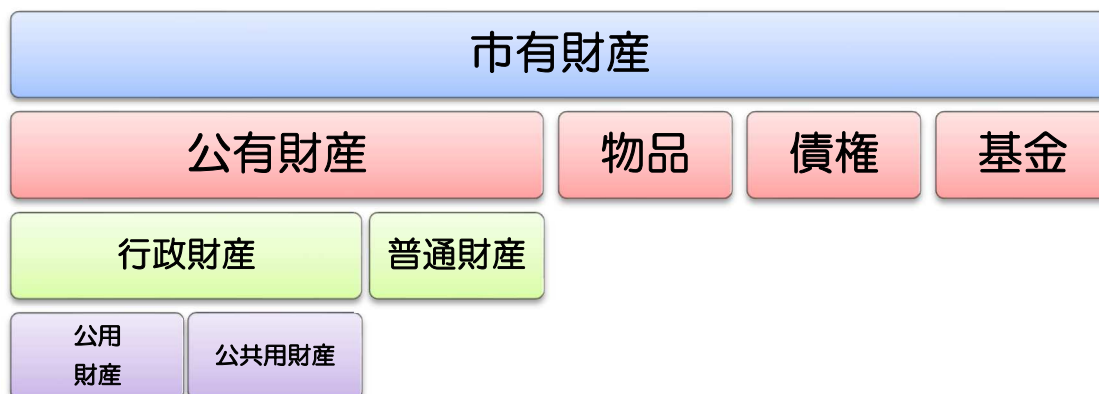 市有財産
公有財産
物品
債権
基金
行政財産
普通財産
公用
財産
公共用財産